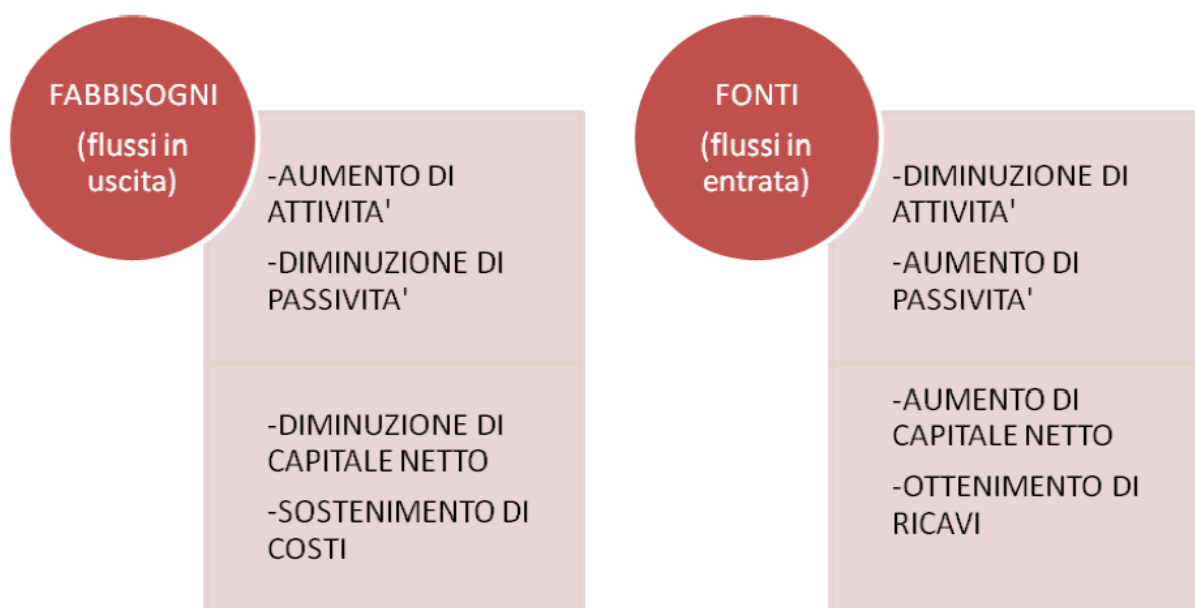 FABBISOGNI
(flussi in
uscita)
-AUMENTO DI
ATTIVITA'
-DIMINUZIONE DI
PASSIVITA'
-DIMINUZIONE DI
CAPITALE NETTO
-SOSTENIMENTO DI
COSTI
FONTI
(flussi in
entrata)
-DIMINUZIONE DI
ATTIVITA'
-AUMENTO DI
PASSIVITA'
-AUMENTO DI
CAPITALE NETTO
-OTTENIMENTO DI
RICAVI